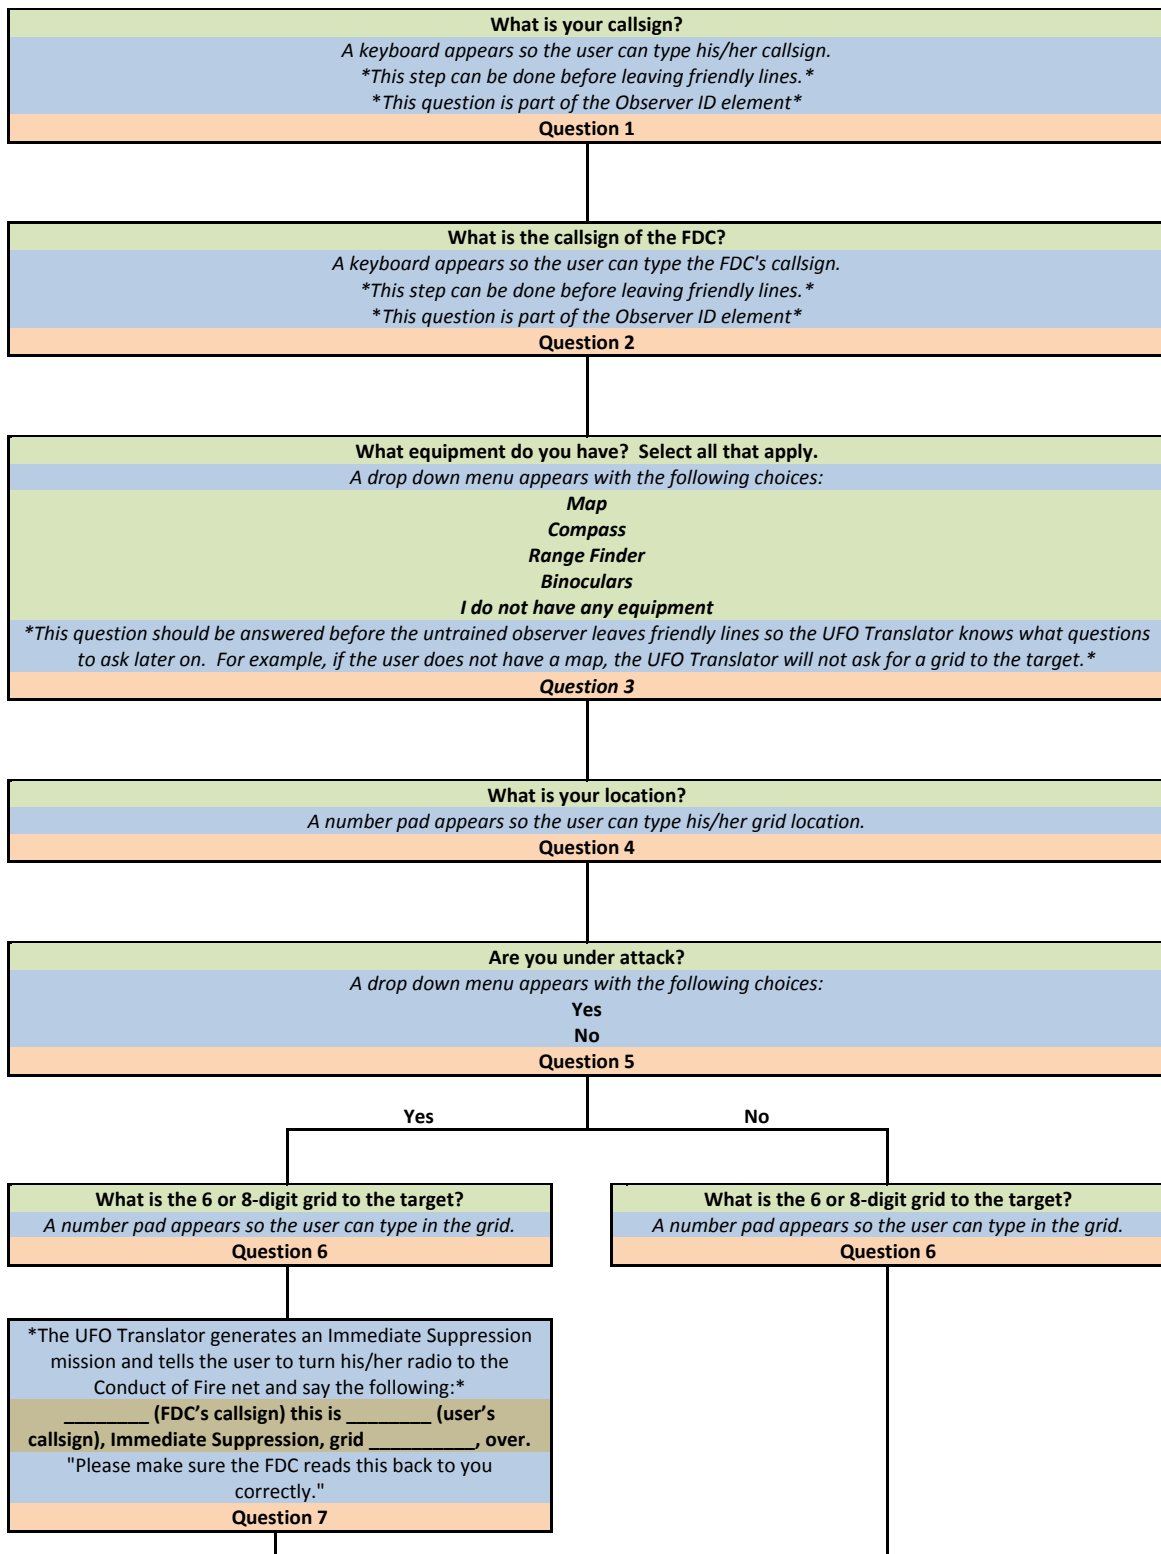 What is your callsign?
A keyboard appears so the user can type his/her callsign.
*This step can be done before leaving friendly lines.*
*This question is part of the Observer ID element*
Question 1
What is the callsign of the FDC?
A keyboard appears so the user can type the FDC's callsign.
*This step can be done before leaving friendly lines.*
*This question is part of the Observer ID element*
Question 2
What equipment do you have?  Select all that apply.
A drop down menu appears with the following choices:
Map
Compass
Range Finder
Binoculars
I do not have any equipment
*This question should be answered before the untrained observer leaves friendly lines so the UFO Translator knows what questions
to ask later on.  For example, if the user does not have a map, the UFO Translator will not ask for a grid to the target.*
Question 3
What is your location?
A number pad appears so the user can type his/her grid location.
Question 4
Are you under attack?
A drop down menu appears with the following choices:
Yes
No
Question 5
Yes
No
What is the 6 or 8-digit grid to the target?
A number pad appears so the user can type in the grid.
Question 6
What is the 6 or 8-digit grid to the target?
A number pad appears so the user can type in the grid.
Question 6
*The UFO Translator generates an Immediate Suppression
mission and tells the user to turn his/her radio to the
Conduct of Fire net and say the following:*
________ (FDC’s callsign) this is ________ (user’s
callsign), Immediate Suppression, grid __________, over.
"Please make sure the FDC reads this back to you
correctly."
Question 7